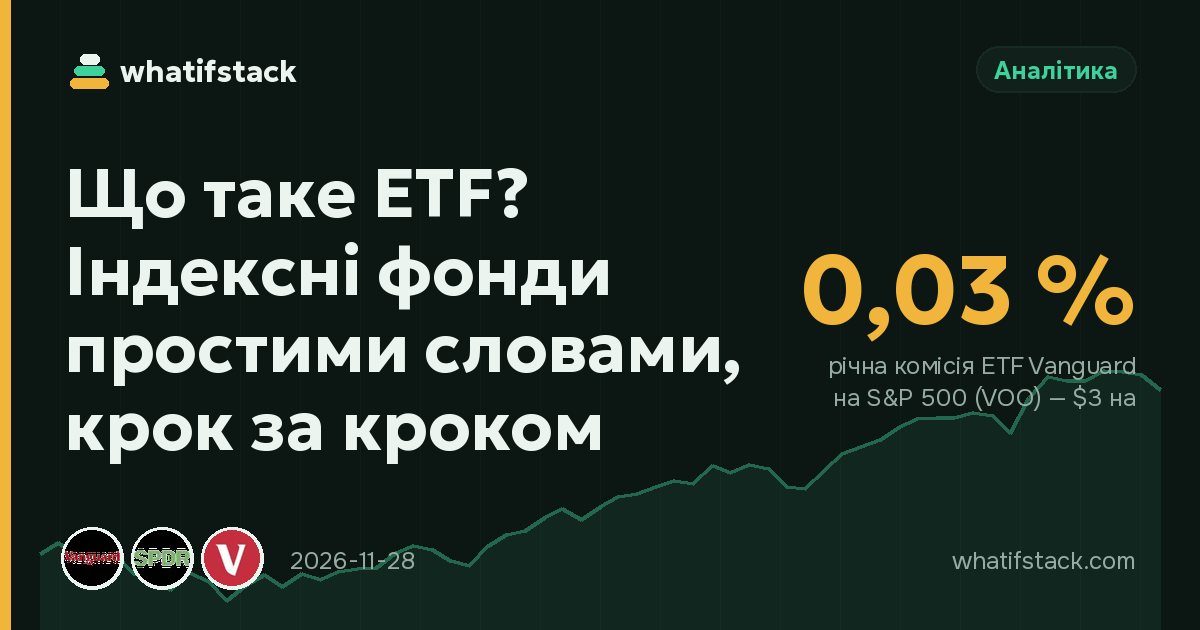 whatifstack
Аналітика
Що таке ETF?
Індексні фонди
простими словами,
крок за кроком
0,03 %
річна комісія ETF Vanguard
на S&P 500 (VOO) — $3 на
Vanguard
SPDR
V
2026-11-28
whatifstack.com